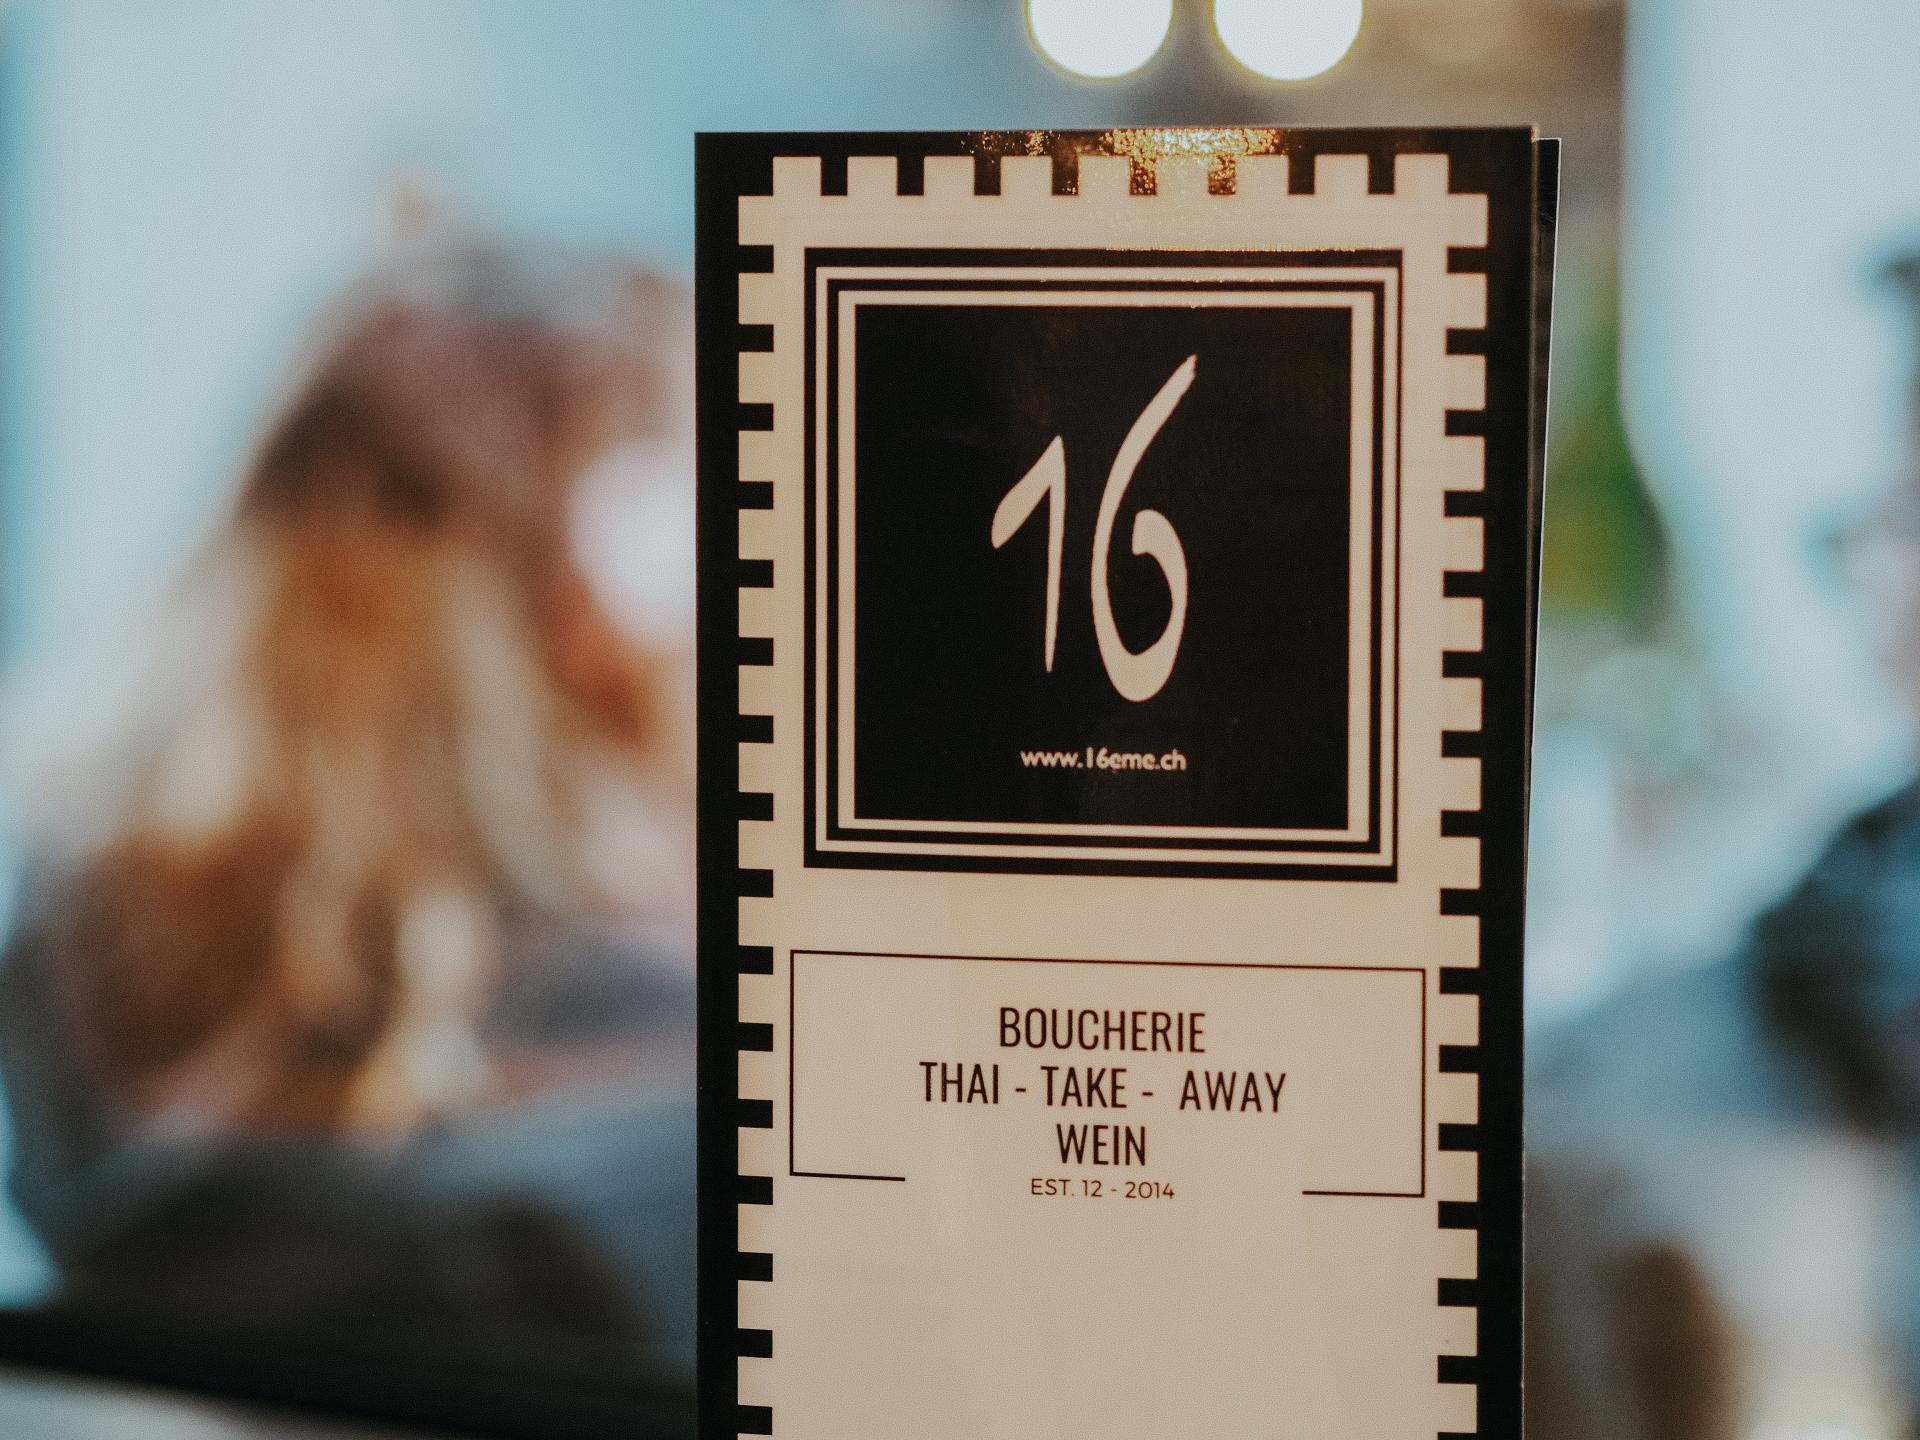 16
www.16eme.ch
BOUCHERIE
THAI - TAKE - AWAY
WEIN
EST. 12 - 2014